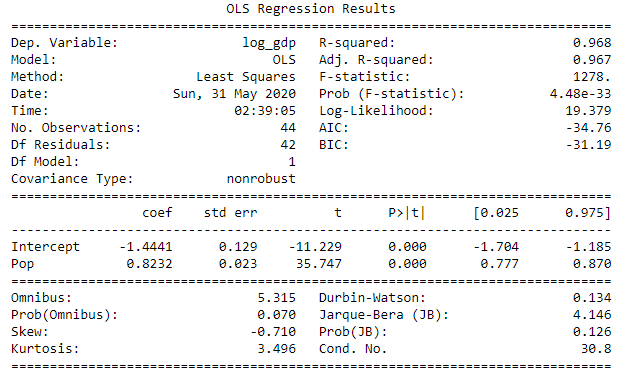 OLS Regression Results
==============================================================================
Dep. Variable: log_gdp R-squared: 0.968
Model: OLS Adj. R-squared: 0.967
Method: Least Squares F-statistic: 1278.
Date: Sun, 31 May 2020 Prob (F-statistic): 4.48e-33
Time: 02:39:05 Log-Likelihood: 19.379
No. Observations: 44 AIC: -34.76
Df Residuals: 42 BIC: -31.19
Df Model: 1
Covariance Type: nonrobust
==============================================================================
coef std err t P>|t| [0.025 0.975]
------------------------------------------------------------------------------
Intercept -1.4441 0.129 -11.229 0.000 -1.704 -1.185
Pop 0.8232 0.023 35.747 0.000 0.777 0.870
==============================================================================
Omnibus: 5.315 Durbin-Watson: 0.134
Prob(Omnibus): 0.070 Jarque-Bera (JB): 4.146
Skew: -0.710 Prob(JB): 0.126
Kurtosis: 3.496 Cond. No. 30.8
==============================================================================